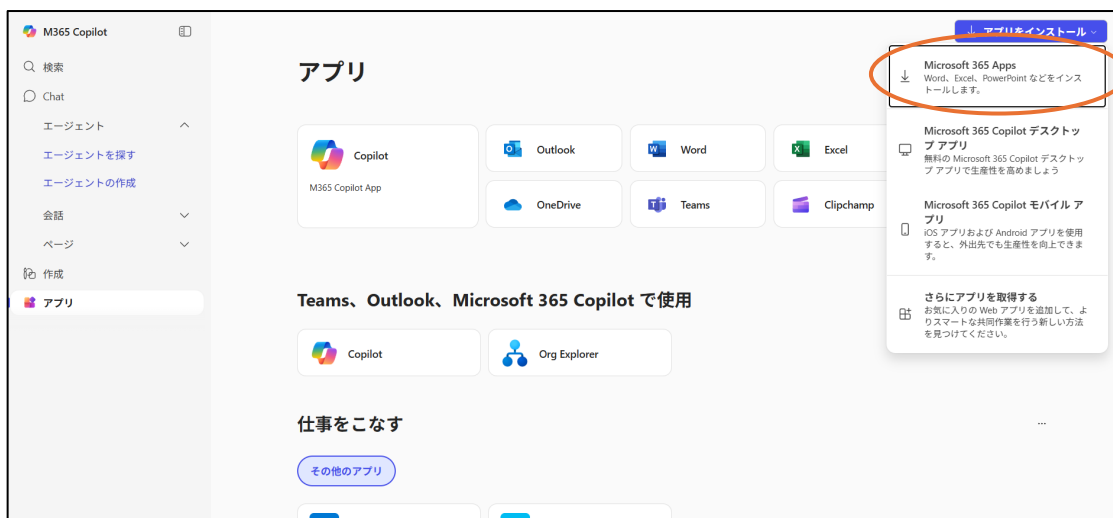 M365 Copilot
検索
Chat
エージェント
エージェントを探す
エージェントの作成
会話
ページ
作成
アプリ
アプリ
アプリをインストール
Microsoft 365 Apps
Word、Excel、PowerPoint などをインス
トールします。
Microsoft 365 Copilot デスクトッ
プ アプリ
無料の Microsoft 365 Copilot デスクトッ
プ アプリで生産性を高めましょう
Microsoft 365 Copilot モバイル ア
プリ
iOS アプリおよび Android アプリを使用
すると、外出先でも生産性を向上できま
す。
さらにアプリを取得する
お気に入りの Web アプリを追加して、よ
りスマートな共同作業を行う新しい方法
を見つけてください。
Copilot
M365 Copilot App
Outlook
Word
Excel
OneDrive
Teams
Clipchamp
Teams、Outlook、Microsoft 365 Copilot で使用
Copilot
Org Explorer
仕事をこなす
...
その他のアプリ